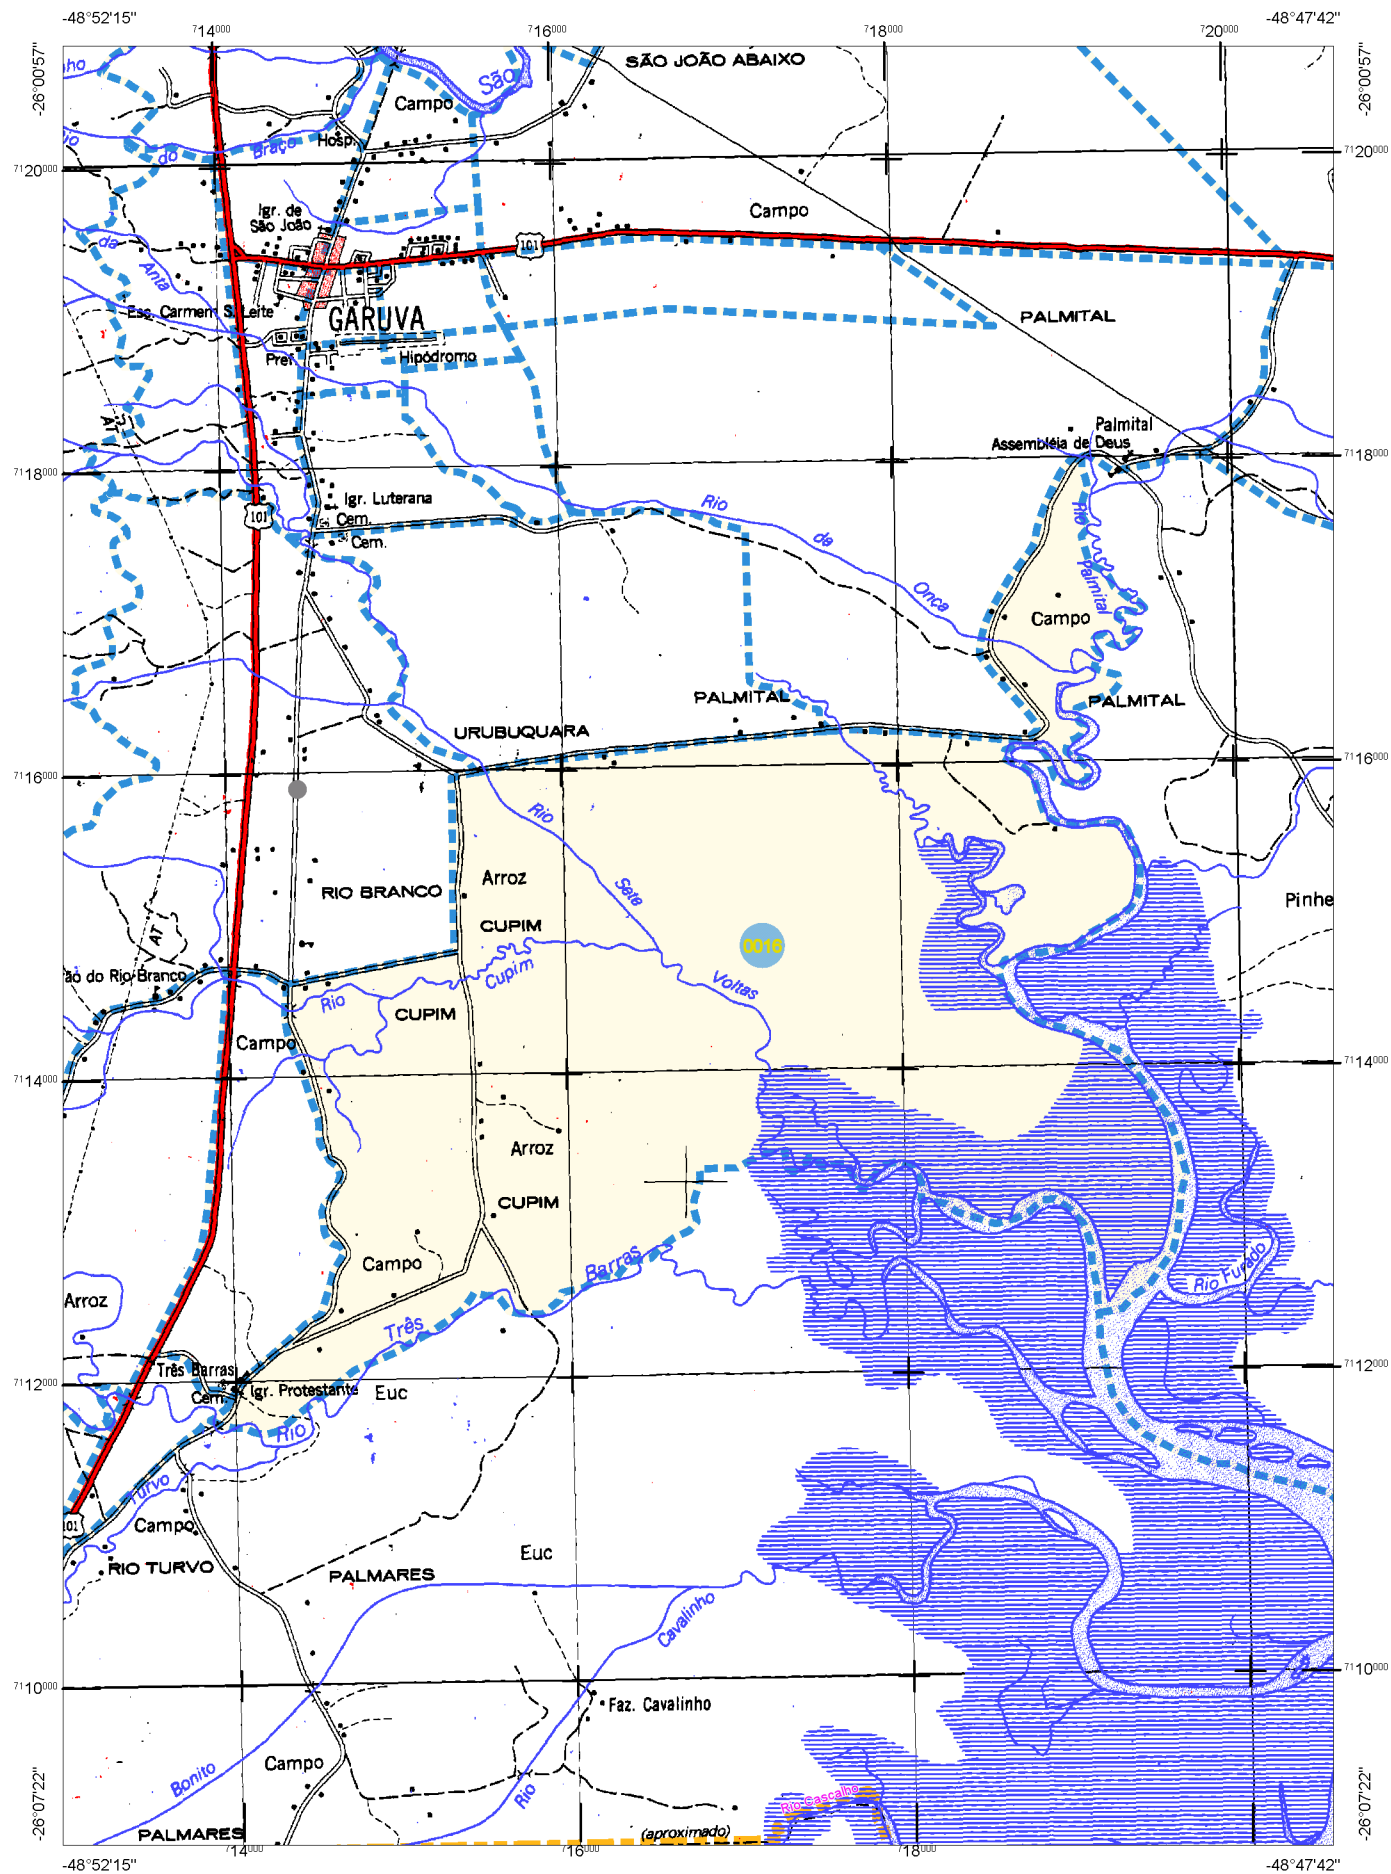 -48°52'15"
-48°47'42"
714000
716000
718000
720000
-26°00'57"
-26°00'57"
SÃO JOÃO ABAIXO
São
Campo
Hosp.
do
Braço
7120000
7120000
Igr. de
São João
Campo
101
da
Anta
Esc. Carmem S. Leite
GARUVA
PALMITAL
Pref.
Hipódromo
AT
Palmital
Assembléia de Deus
7118000
7118000
Igr. Luterana
Rio
101
Cem.
Cem.
da
Onça
Rio
Palmital
Campo
PALMITAL
PALMITAL
URUBUQUARA
7116000
7116000
Rio
Sete
Voltas
RIO BRANCO
Arroz
CUPIM
Pinhe
AT
0016
ão do Rio Branco
Rio
Cupim
CUPIM
Campo
7114000
7114000
Arroz
CUPIM
Campo
Barras
Rio Furado
Arroz
Três
Três Barras
Cem.
Igr. Protestante
Euc
7112000
7112000
Rio
Turvo
101
Campo
RIO TURVO
Euc
PALMARES
Cavalinho
7110000
7110000
Faz. Cavalinho
Campo
Bonito
Rio
Rio Cascalho
PALMARES
(aproximado)
-26°07'22"
-26°07'22"
714000
716000
718000
-48°52'15"
-48°47'42"